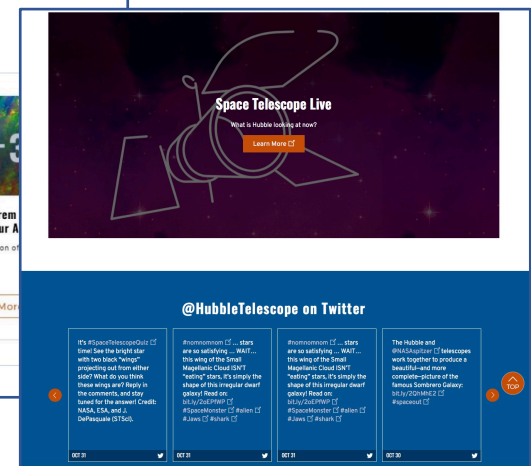 Space Telescope Live
What is Hubble looking at now?
Learn More
@HubbleTelescope on Twitter
It's #SpaceTelescopeQuiz
time! See the bright star
with two black "wings"
projecting out from either
side? What do you think
these wings are? Reply in
the comments, and stay
tuned for the answer! Credit:
NASA, ESA, and J.
DePasquale (STScI).
OCT 31
#nomnomnom ... stars
are so satisfying ... WAIT...
this wing of the Small
Magellanic Cloud ISN'T
"eating" stars, it's simply the
shape of this irregular dwarf
galaxy! Read on:
bit.ly/2oEPfWP
#SpaceMonster #alien
#Jaws #shark
OCT 31
#nomnomnom ... stars
are so satisfying ... WAIT...
this wing of the Small
Magellanic Cloud ISN'T
"eating" stars, it's simply the
shape of this irregular dwarf
galaxy! Read on:
bit.ly/2oEPfWP
#SpaceMonster #alien
#Jaws #shark
OCT 31
The Hubble and
@NASAspitzer telescopes
work together to produce a
beautiful—and more
complete—picture of the
famous Sombrero Galaxy:
bit.ly/2QhMhE2
#spaceout
OCT 30
TOP